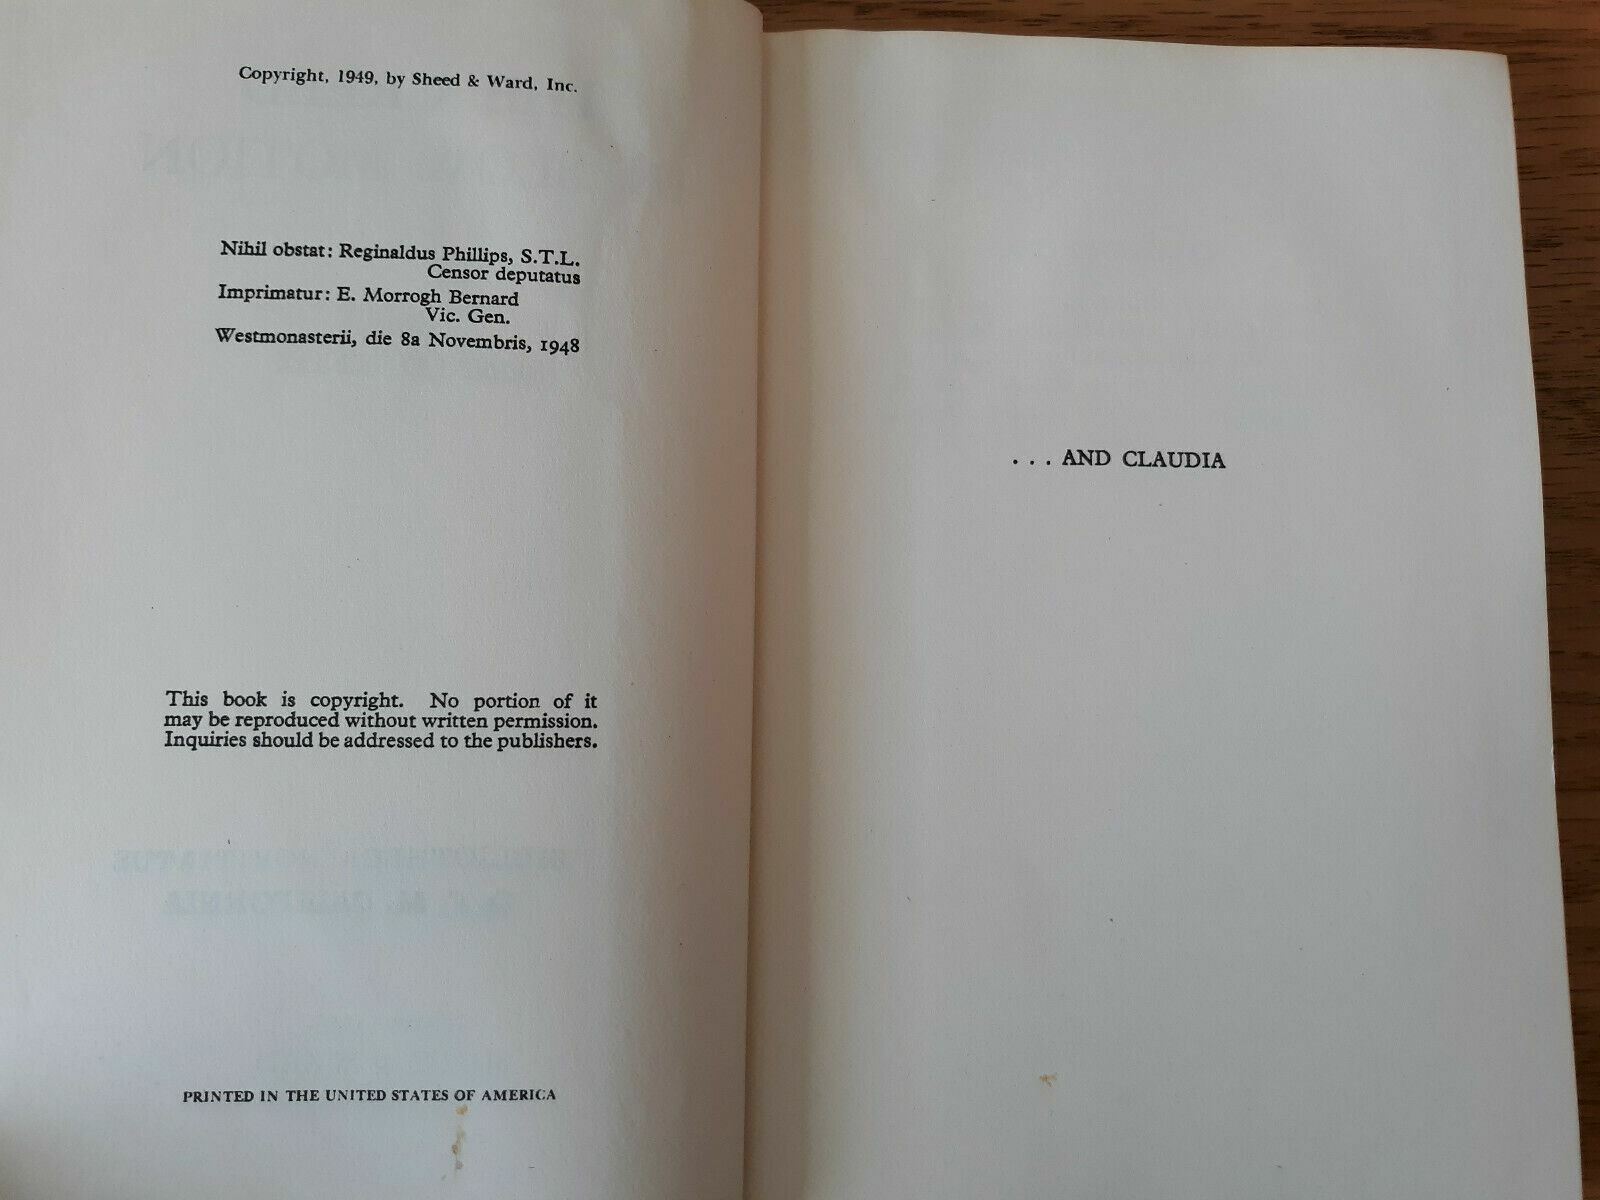 Copyright, 1949, by Sheed & Ward, Inc.
Nihil obstat: Reginaldus Phillips, S.T.L.
Censor deputatus
Imprimatur: E. Morrogh Bernard
Vic. Gen.
Westmonasterii, die 8a Novembris, 1948
This book is copyright. No portion of it
may be reproduced without written permission.
Inquiries should be addressed to the publishers.
PRINTED IN THE UNITED STATES OF AMERICA
. . . AND CLAUDIA